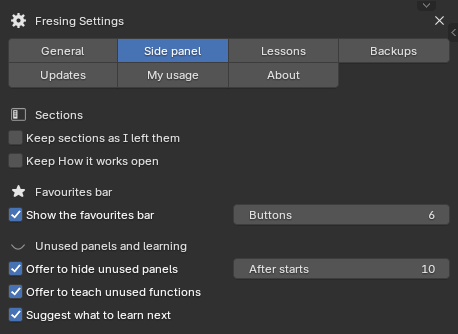 Fresing Settings
General Side panel Lessons Backups
Updates My usage About
Sections
Keep sections as I left them
Keep How it works open
Favourites bar
Show the favourites bar Buttons 6
Unused panels and learning
Offer to hide unused panels After starts 10
Offer to teach unused functions
Suggest what to learn next